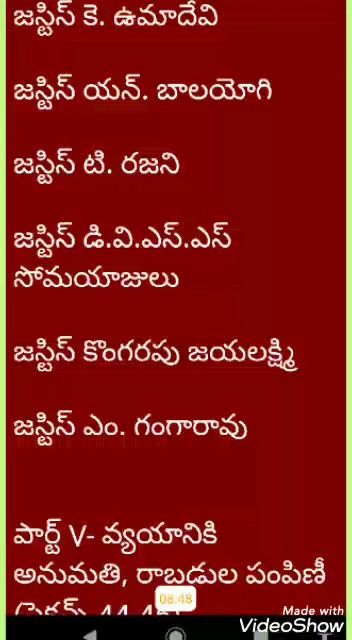 జస్టిస్ కె. ఉమాదేవి
జస్టిస్ యన్. బాలయోగి
జస్టిస్ టి. రజని
జస్టిస్ డి.వి.ఎస్.ఎస్
సోమయాజులు
జస్టిస్ కొంగరపు జయలక్ష్మి
జస్టిస్ ఎం. గంగారావు
పార్ట్ V- వ్యయానికి
అనుమతి, రాబడుల పంపిణీ
08:48
Made with
VideoShow